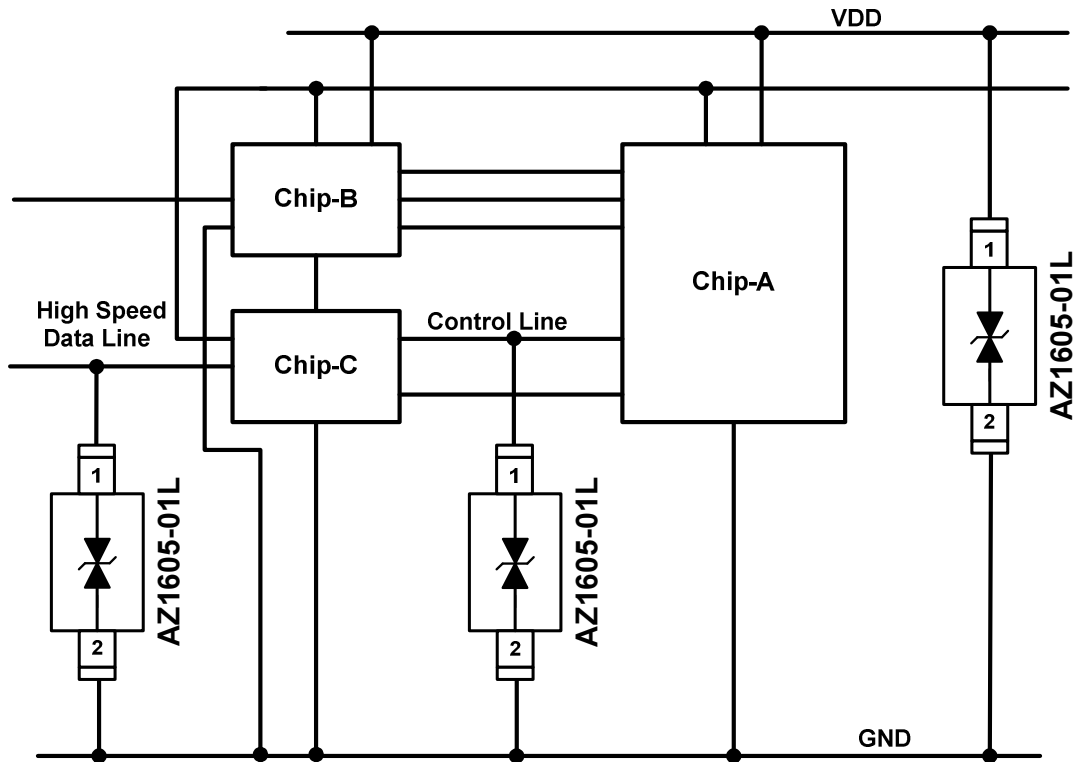 VDD
Chip-B
Chip-A
1
AZ1605-01L
2
High Speed
Data Line
Control Line
Chip-C
1
AZ1605-01L
2
1
AZ1605-01L
2
GND